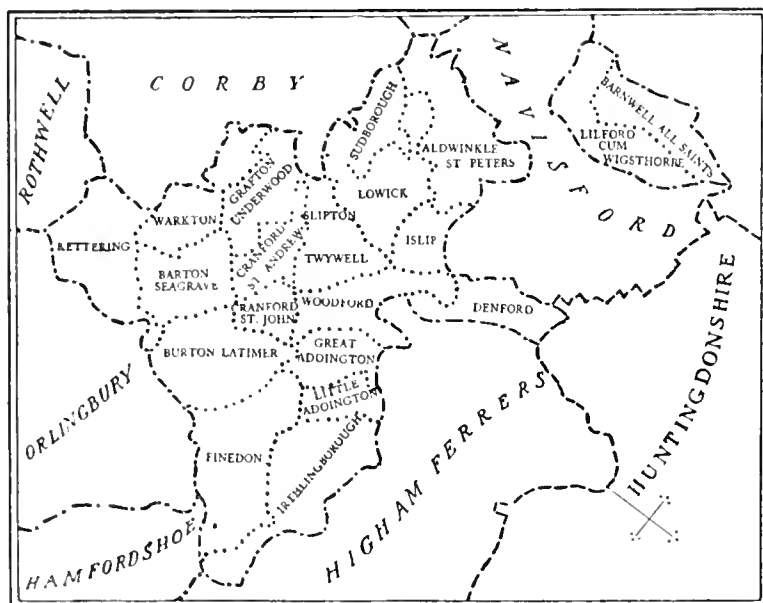 CORBY
ROTHWELL
NAVISFORD
SUDBOROUGH
BARNWELL ALL SAINTS
LILFORD
CUM
WIGSTHORPE
ALDWINKLE
ST PETERS
GRAFTON
UNDERWOOD
LOWICK
WARKTON
SLIPTON
KETTERING
CRANFORD
ST ANDREW
ISLIP
TWYWELL
BARTON
SEAGRAVE
WOODFORD
DENFORD
CRANFORD
ST. JOHN
GREAT
ADDINGTON
BURTON LATIMER
LITTLE
ADDINGTON
ORLINGBURY
FINEDON
IRTHLINGBOROUGH
HIGHAM FERRERS
HUNTINGDONSHIRE
HAMFORDSHOE